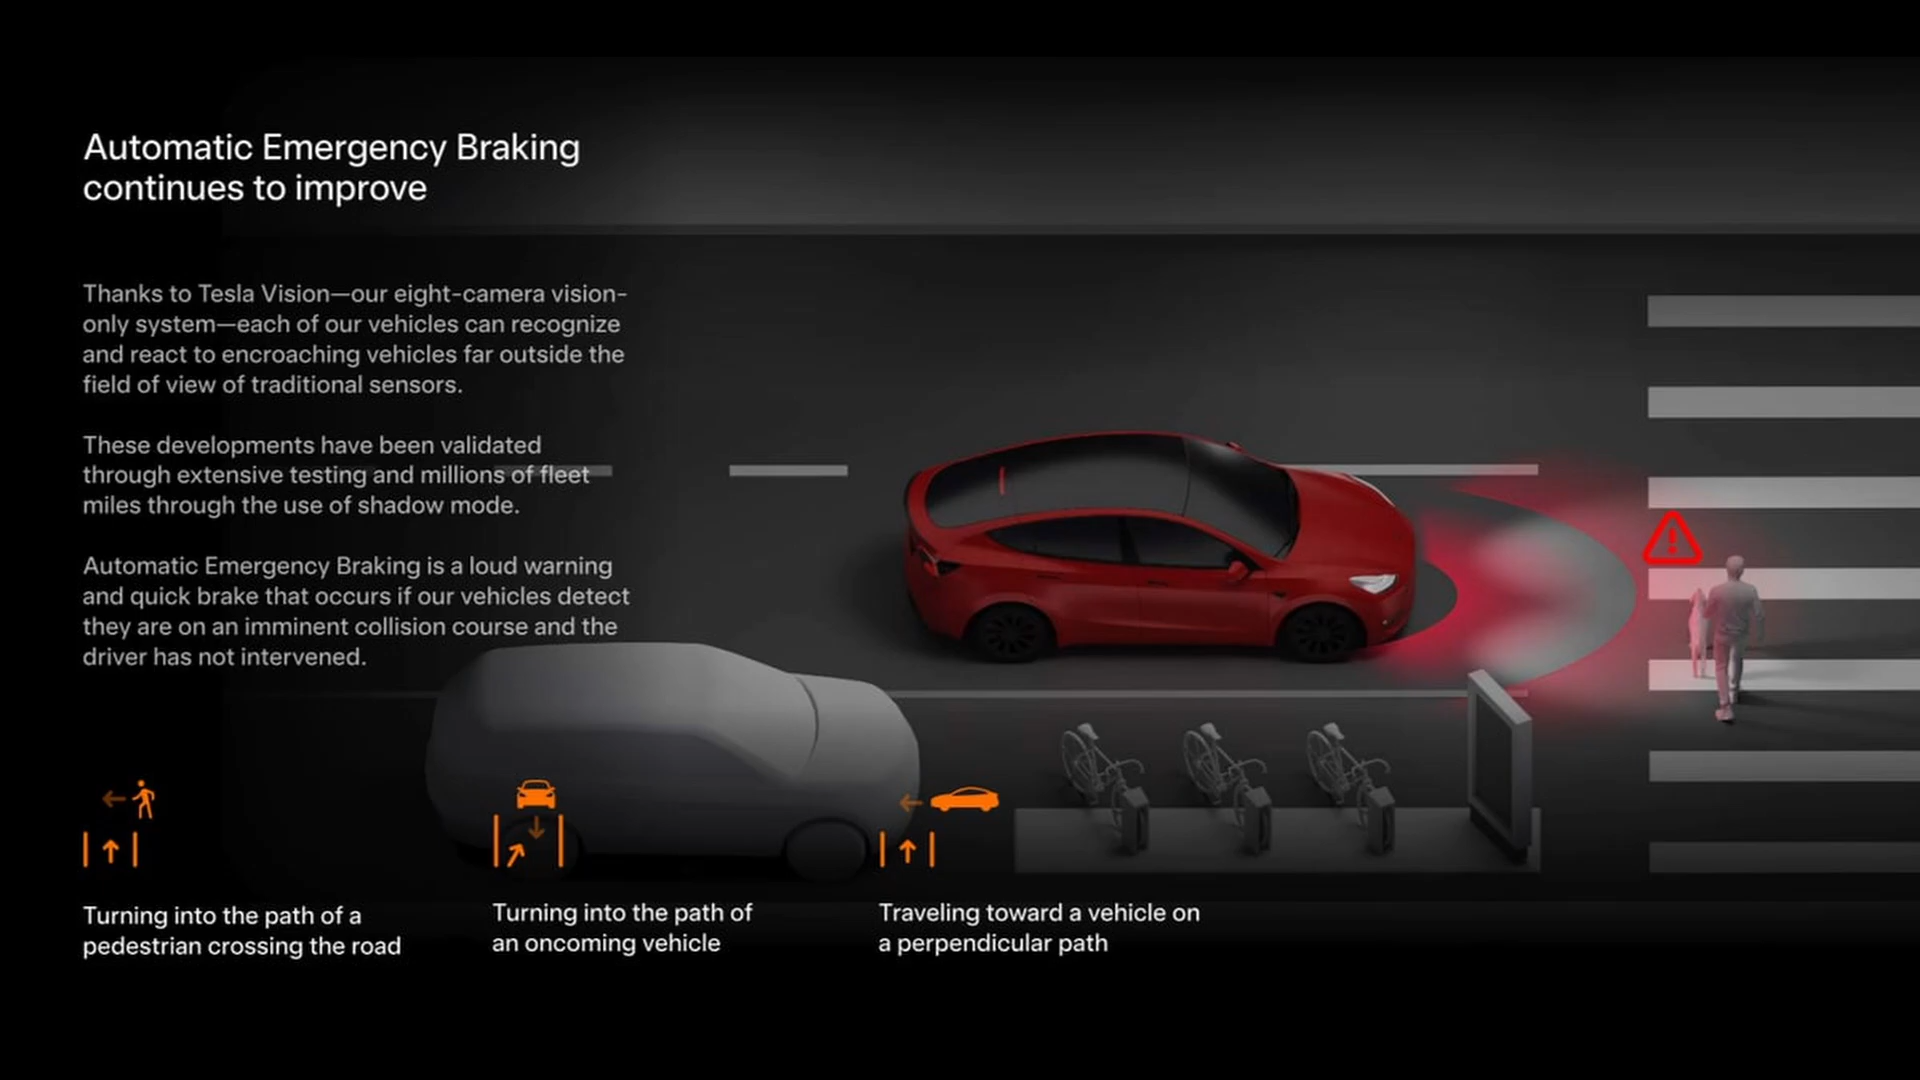 Automatic Emergency Braking
continues to improve
Thanks to Tesla Vision—our eight-camera vision-
only system—each of our vehicles can recognize
and react to encroaching vehicles far outside the
field of view of traditional sensors.
These developments have been validated
through extensive testing and millions of fleet
miles through the use of shadow mode.
Automatic Emergency Braking is a loud warning
and quick brake that occurs if our vehicles detect
they are on an imminent collision course and the
driver has not intervened.
Turning into the path of a
pedestrian crossing the road
Turning into the path of
an oncoming vehicle
Traveling toward a vehicle on
a perpendicular path